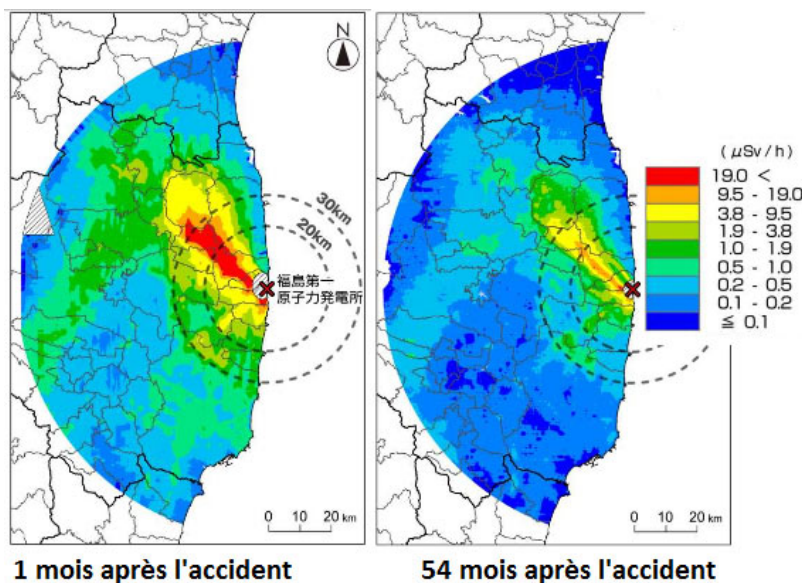 N
30km
20km
福島第一
原子力発電所
0 10 20 km
1 mois après l'accident
( μSv / h )
19.0 <
9.5 - 19.0
3.8 - 9.5
1.9 - 3.8
1.0 - 1.9
0.5 - 1.0
0.2 - 0.5
0.1 - 0.2
≦ 0.1
0 10 20 km
54 mois après l'accident